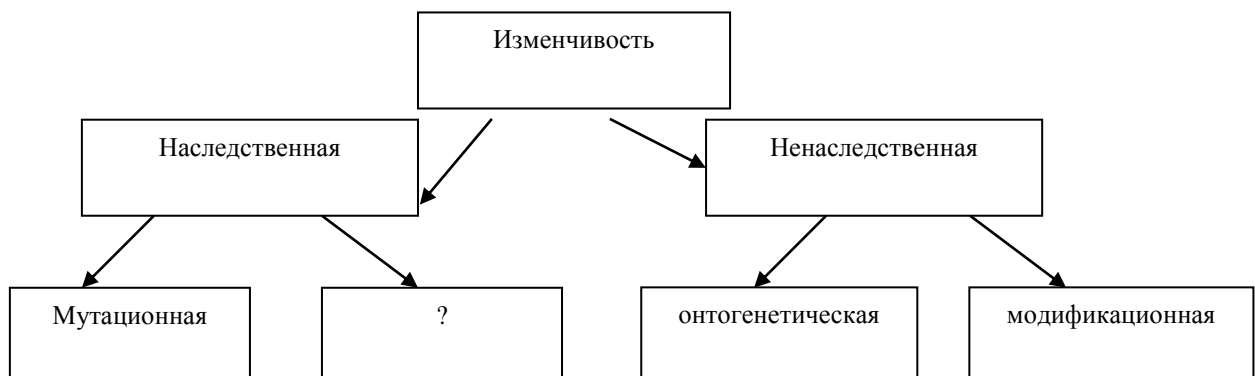 Изменчивость
Наследственная
Ненаследственная
Мутационная
?
онтогенетическая
модификационная